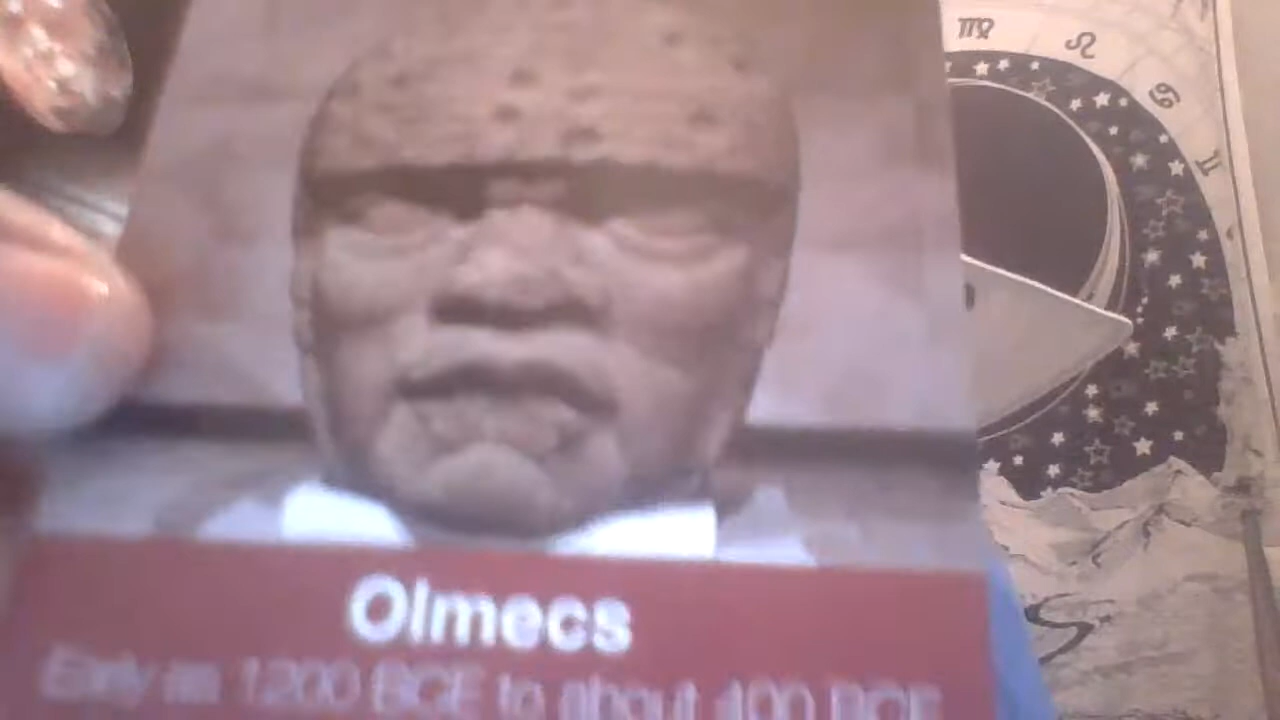 ♍ ♌
♋
♊
Olmecs
Early as 1200 BCE to about 400 BCE